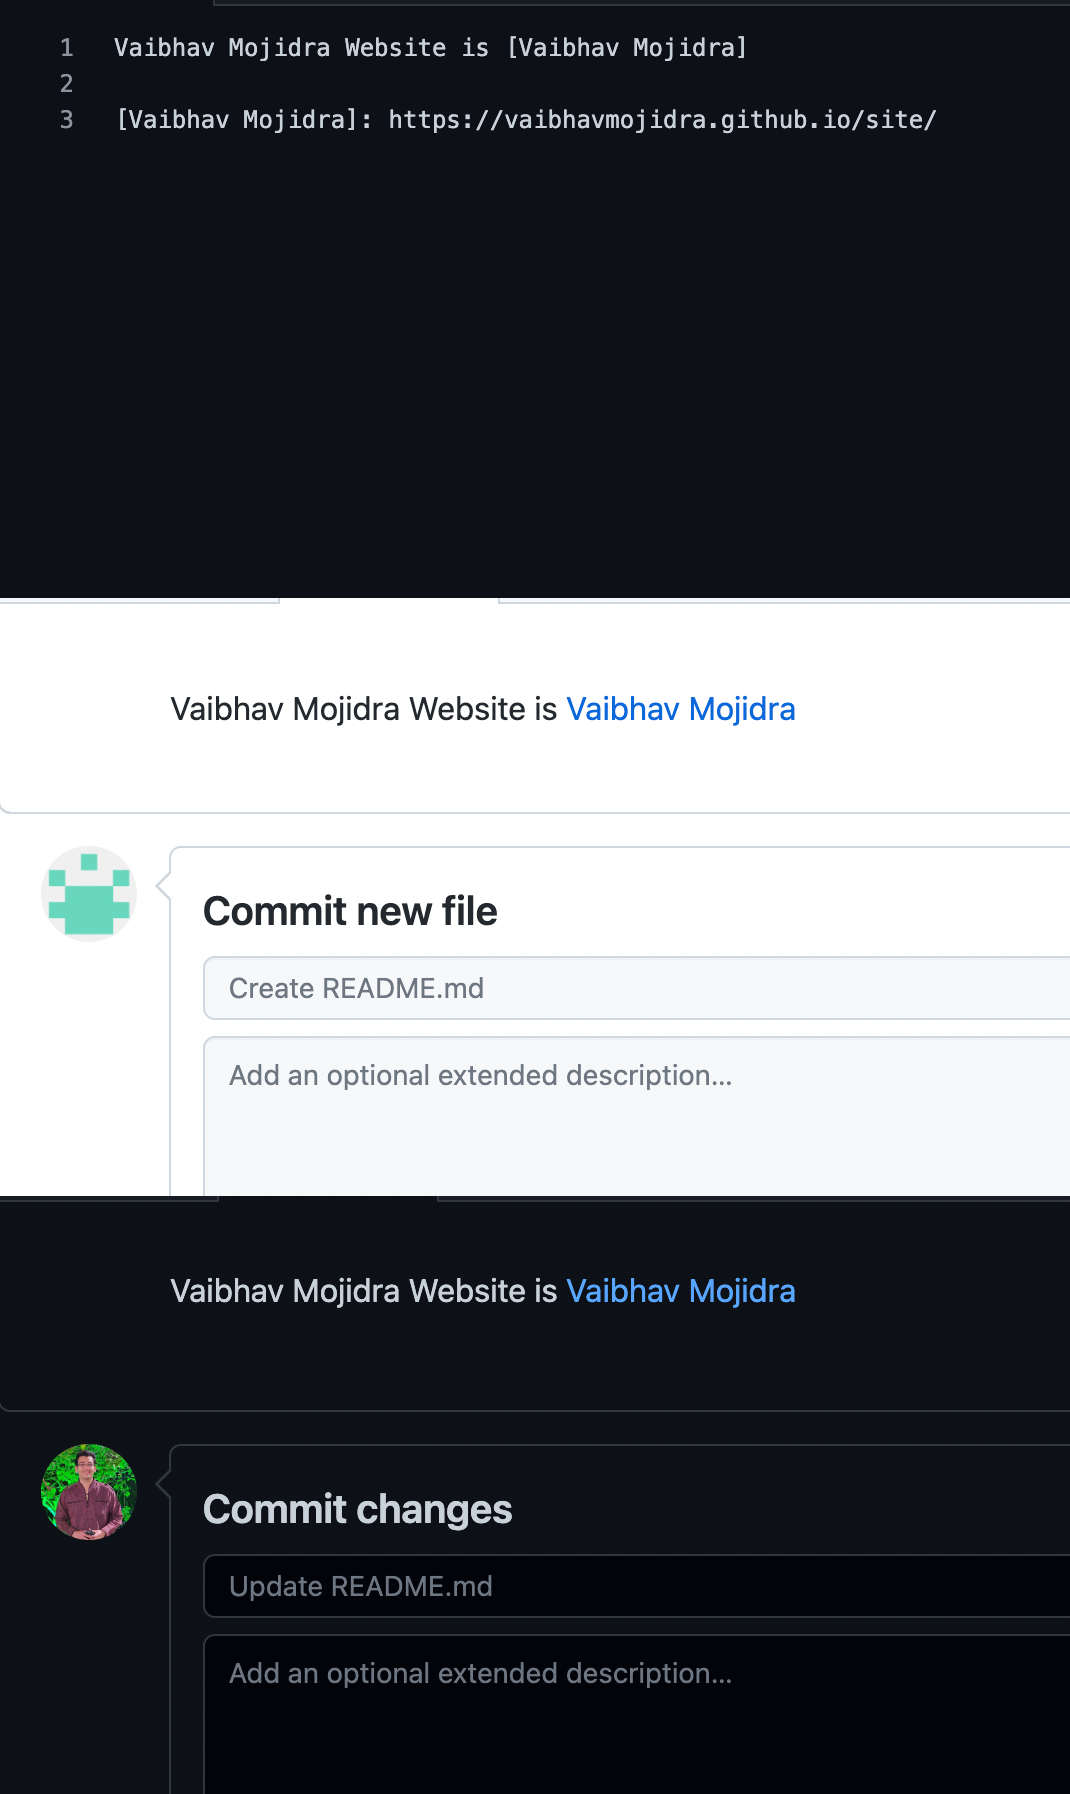 1 Vaibhav Mojidra Website is [Vaibhav Mojidra]
2
3 [Vaibhav Mojidra]: https://vaibhavmojidra.github.io/site/
Vaibhav Mojidra Website is Vaibhav Mojidra
Commit new file
Create README.md
Add an optional extended description...
Vaibhav Mojidra Website is Vaibhav Mojidra
Commit changes
Update README.md
Add an optional extended description...